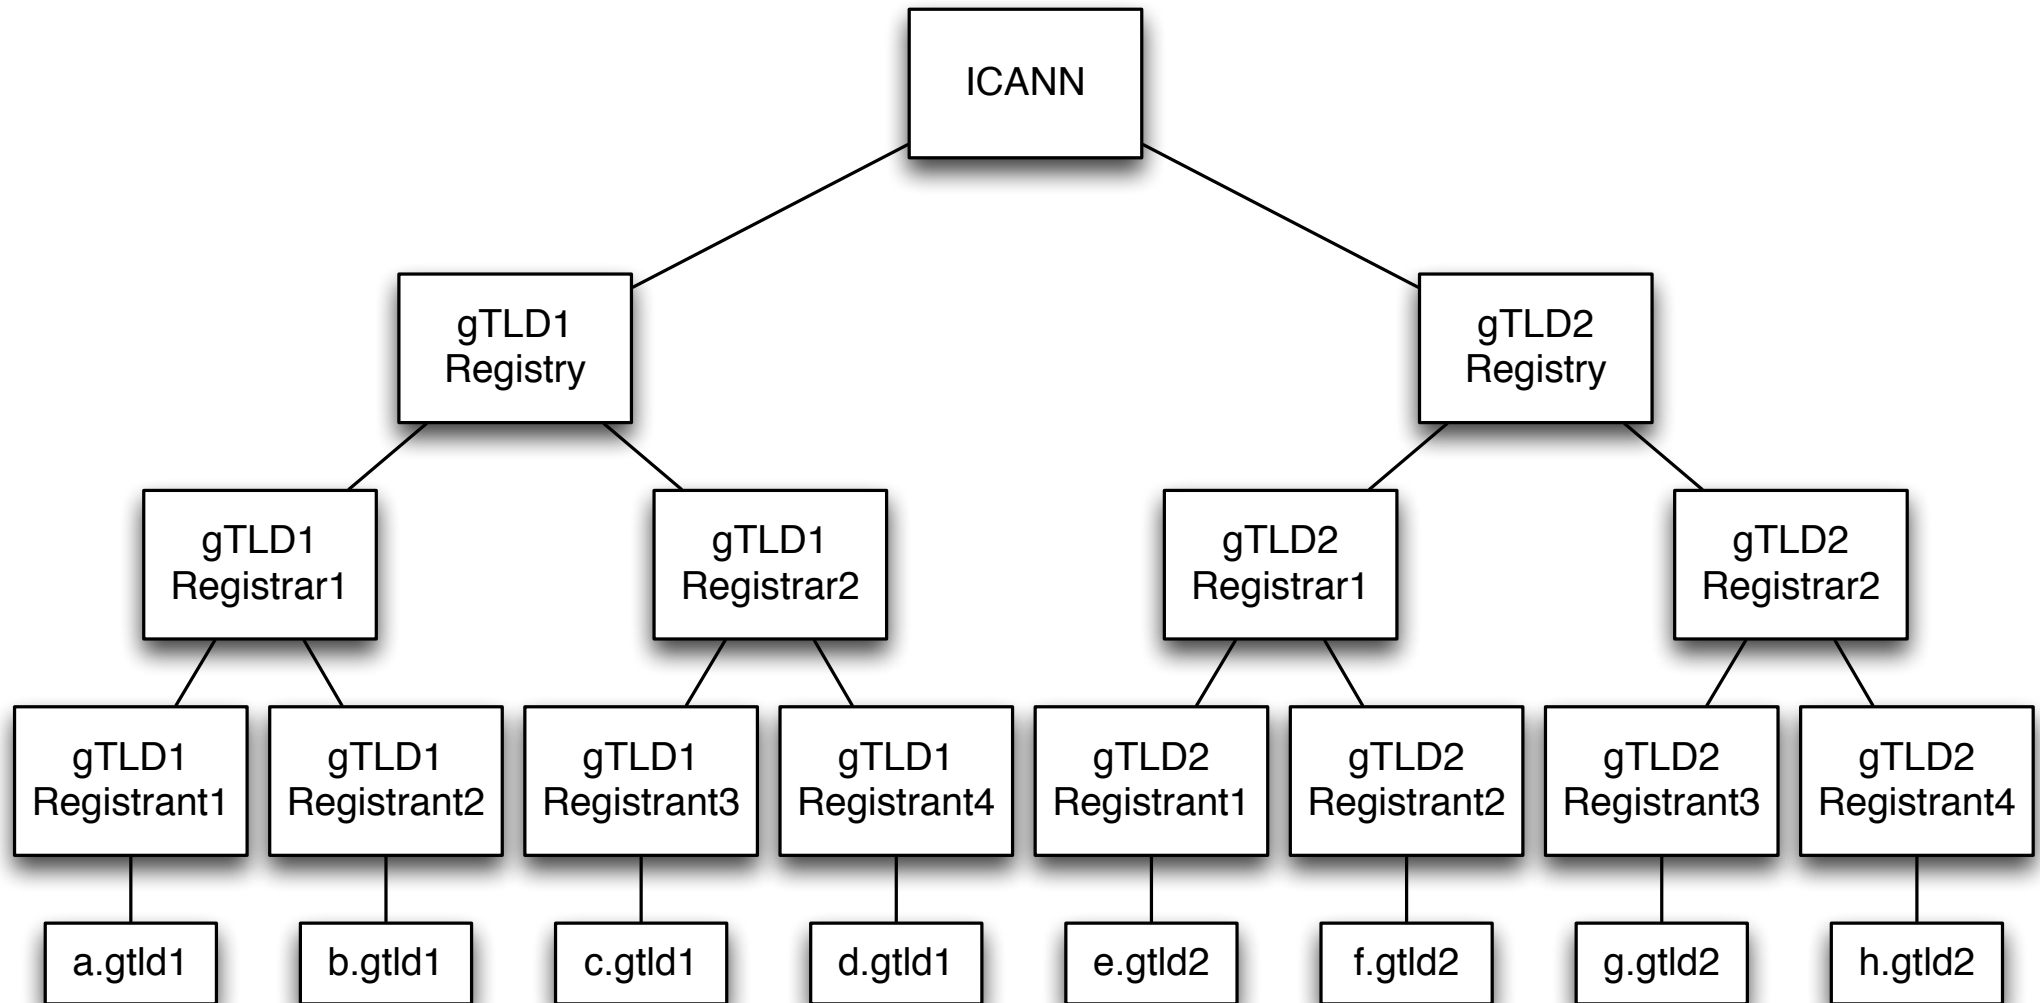 ICANN
gTLD1
Registry
gTLD2
Registry
gTLD1
Registrar1
gTLD1
Registrar2
gTLD2
Registrar1
gTLD2
Registrar2
gTLD1
Registrant1
gTLD1
Registrant2
gTLD1
Registrant3
gTLD1
Registrant4
gTLD2
Registrant1
gTLD2
Registrant2
gTLD2
Registrant3
gTLD2
Registrant4
a.gtld1
b.gtld1
c.gtld1
d.gtld1
e.gtld2
f.gtld2
g.gtld2
h.gtld2